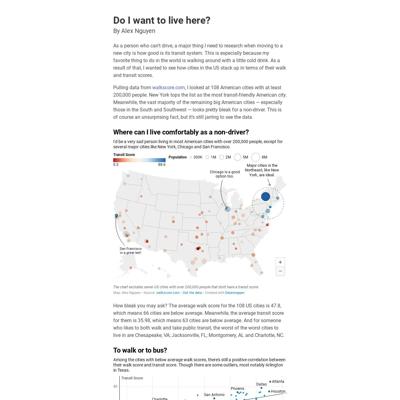 Do I want to live here?
By Alex Nguyen
As a person who can't drive, a major thing I need to research when moving to a
new city is how good is its transit system. This is especially because my
favorite thing to do in the world is walking around with a little cold drink. As a
result of that, I wanted to see how cities in the US stack up in terms of their walk
and transit scores.
Pulling data from walkscore.com, I looked at 108 American cities with at least
200,000 people. New York tops the list as the most transit-friendly American city.
Meanwhile, the vast majority of the remaining big American cities — especially
those in the South and Southwest — looks pretty bleak for a non-driver. This is
of course an unsurprising fact, but it's still jarring to see the data.
Where can I live comfortably as a non-driver?
I'd be a very sad person living in most American cities with over 200,000 people, except for
several major cities like New York, Chicago and San Francisco.
Transit Score
Population
500K
1M
2M
5M
8M
Chicago is a good
option too.
Major cities in the
Northeast, like New
York, are ideal.
San Francisco
is a great bet!
+
−
The chart excludes seven US cities with over 200,000 people that don't have a transit score.
Map: Alex Nguyen • Source: walkscore.com • Get the data • Created with Datawrapper
How bleak you may ask? The average walk score for the 108 US cities is 47.8,
which means 66 cities are below average. Meanwhile, the average transit score
for them is 35.98, which means 63 cities are below average. And for someone
who likes to both walk and take public transit, the worst of the worst cities to
live in are Chesapeake, VA; Jacksonville, FL; Montgomery, AL and Charlotte, NC.
To walk or to bus?
Among the cities with below average walk scores, there's still a positive correlation between
their walk score and transit score. Though there are some outliers, most notably Arlington
in Texas.
Transit Score
Atlanta
Dallas
Phoenix
Houston
San Antonio
Charlotte